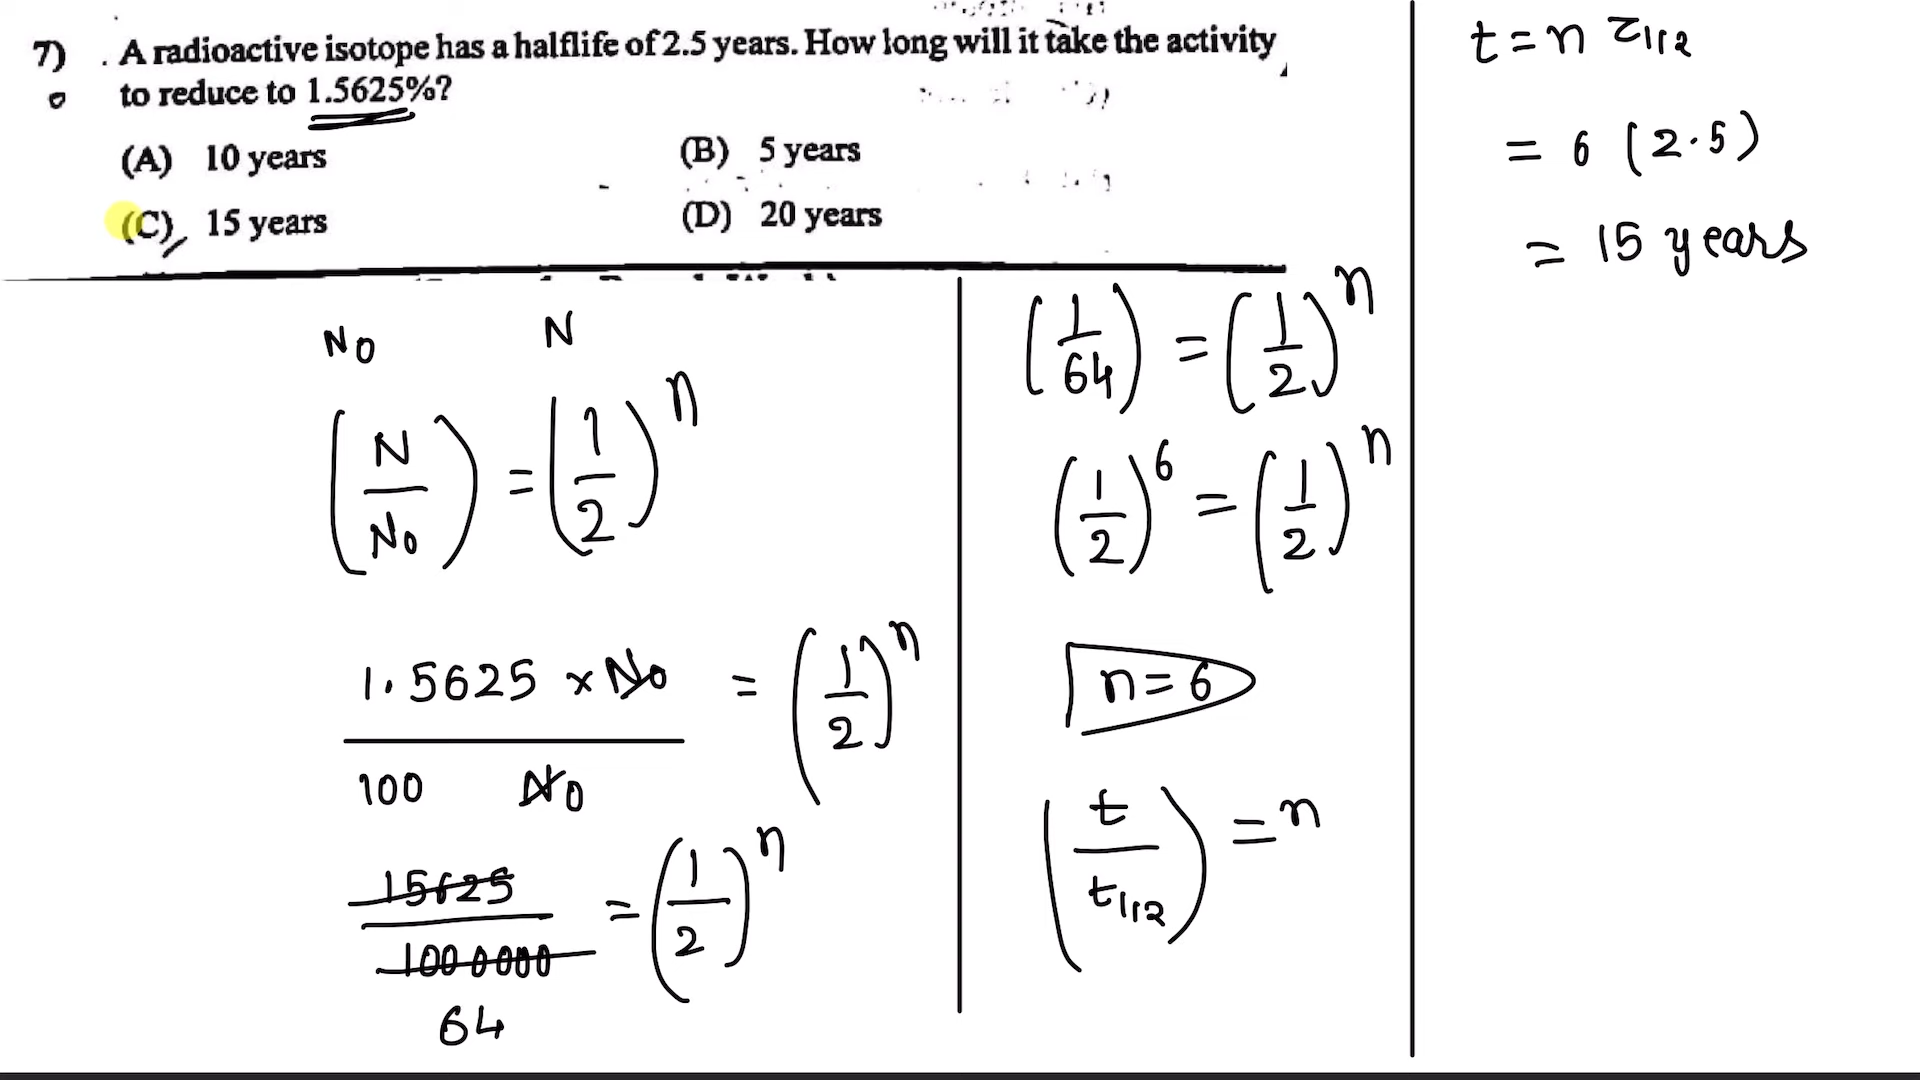 7) . A radioactive isotope has a halflife of 2.5 years. How long will it take the activity
to reduce to 1.5625%?
(A) 10 years
(B) 5 years
(C) 15 years
(D) 20 years
N₀ N
(N/N₀) = (1/2)ⁿ
1.5625 × N₀ / 100 N₀ = (1/2)ⁿ
15625 / 1000000 = (1/2)ⁿ
64
(1/64) = (1/2)ⁿ
(1/2)⁶ = (1/2)ⁿ
n = 6
(t / t1/2) = n
t = n τ1/2
= 6 (2.5)
= 15 years